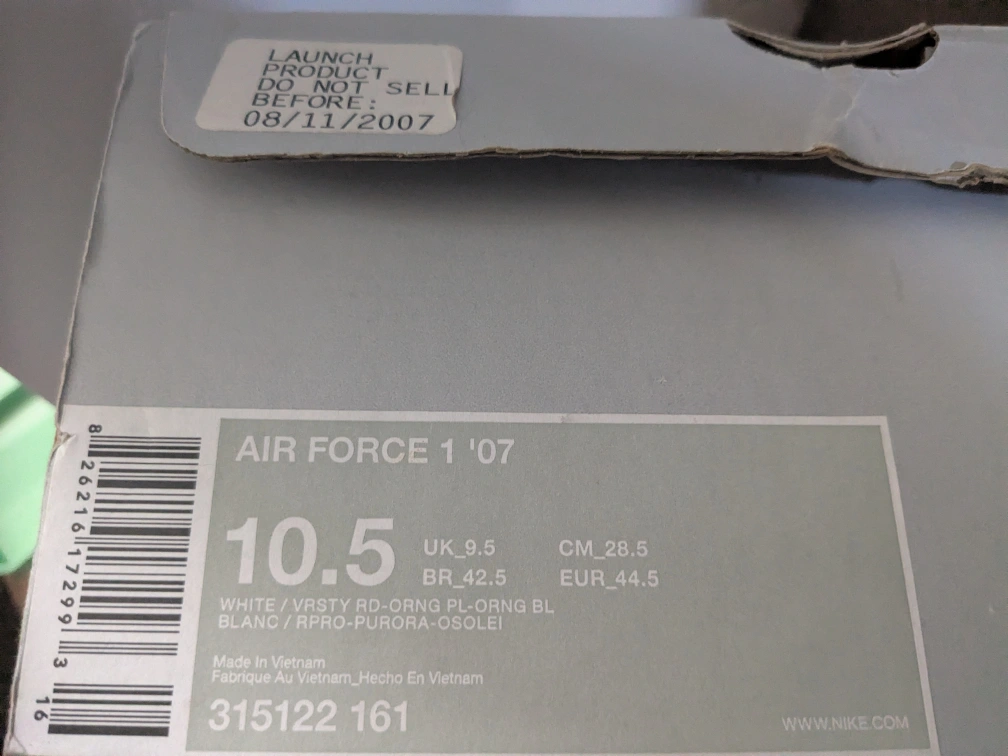 LAUNCH
PRODUCT
DO NOT SELL
BEFORE:
08/11/2007
AIR FORCE 1 '07
10.5
UK_9.5 CM_28.5
BR_42.5 EUR_44.5
WHITE / VRSTY RD-ORNG PL-ORNG BL
BLANC / RPRO-PURORA-OSOLEI
Made In Vietnam
Fabrique Au Vietnam_Hecho En Vietnam
315122 161
WWW.NIKE.COM
8 26216 17299 3
16